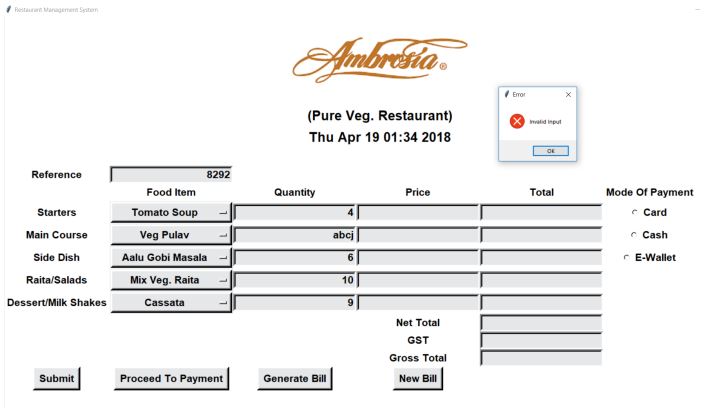 Restaurant Management System
Ambrosia®
Error
Invalid Input
OK
(Pure Veg. Restaurant)
Thu Apr 19 01:34 2018
Reference 8292
Food Item Quantity Price Total Mode Of Payment
Starters Tomato Soup 4 Card
Main Course Veg Pulav abcj Cash
Side Dish Aalu Gobi Masala 6 E-Wallet
Raita/Salads Mix Veg. Raita 10
Dessert/Milk Shakes Cassata 9
Net Total
GST
Gross Total
Submit Proceed To Payment Generate Bill New Bill